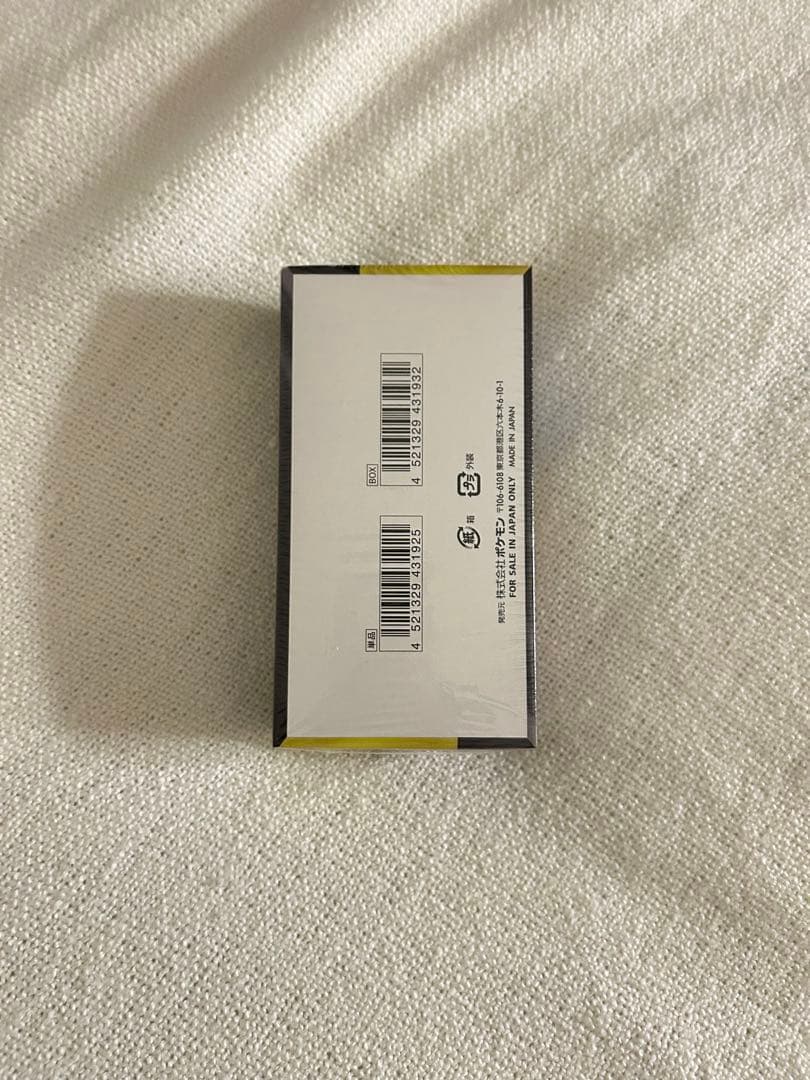 単品
4 521329 431925
BOX
4 521329 431932
紙 箱
プラ 外装
発売元 株式会社 ポケモン 〒106-6108 東京都港区六本木6-10-1
FOR SALE IN JAPAN ONLY MADE IN JAPAN